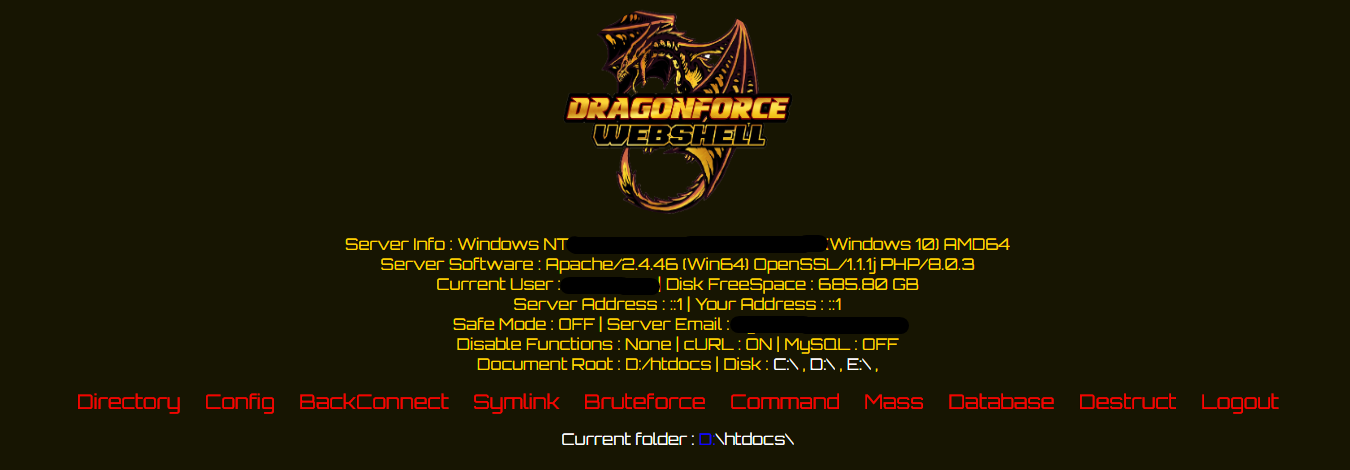 DRAGONFORCE
WEBSHELL
Server Info : Windows NT Windows 10) AMD64
Server Software : Apache/2.4.46 (Win64) OpenSSL/1.1.1j PHP/8.0.3
Current User : | Disk FreeSpace : 685.80 GB
Server Address : ::1 | Your Address : ::1
Safe Mode : OFF | Server Email :
Disable Functions : None | cURL : ON | MySQL : OFF
Document Root : D:/htdocs | Disk : C:\ , D:\ , E:\ ,
Directory Config BackConnect Symlink Bruteforce Command Mass Database Destruct Logout
Current folder : D:\htdocs\